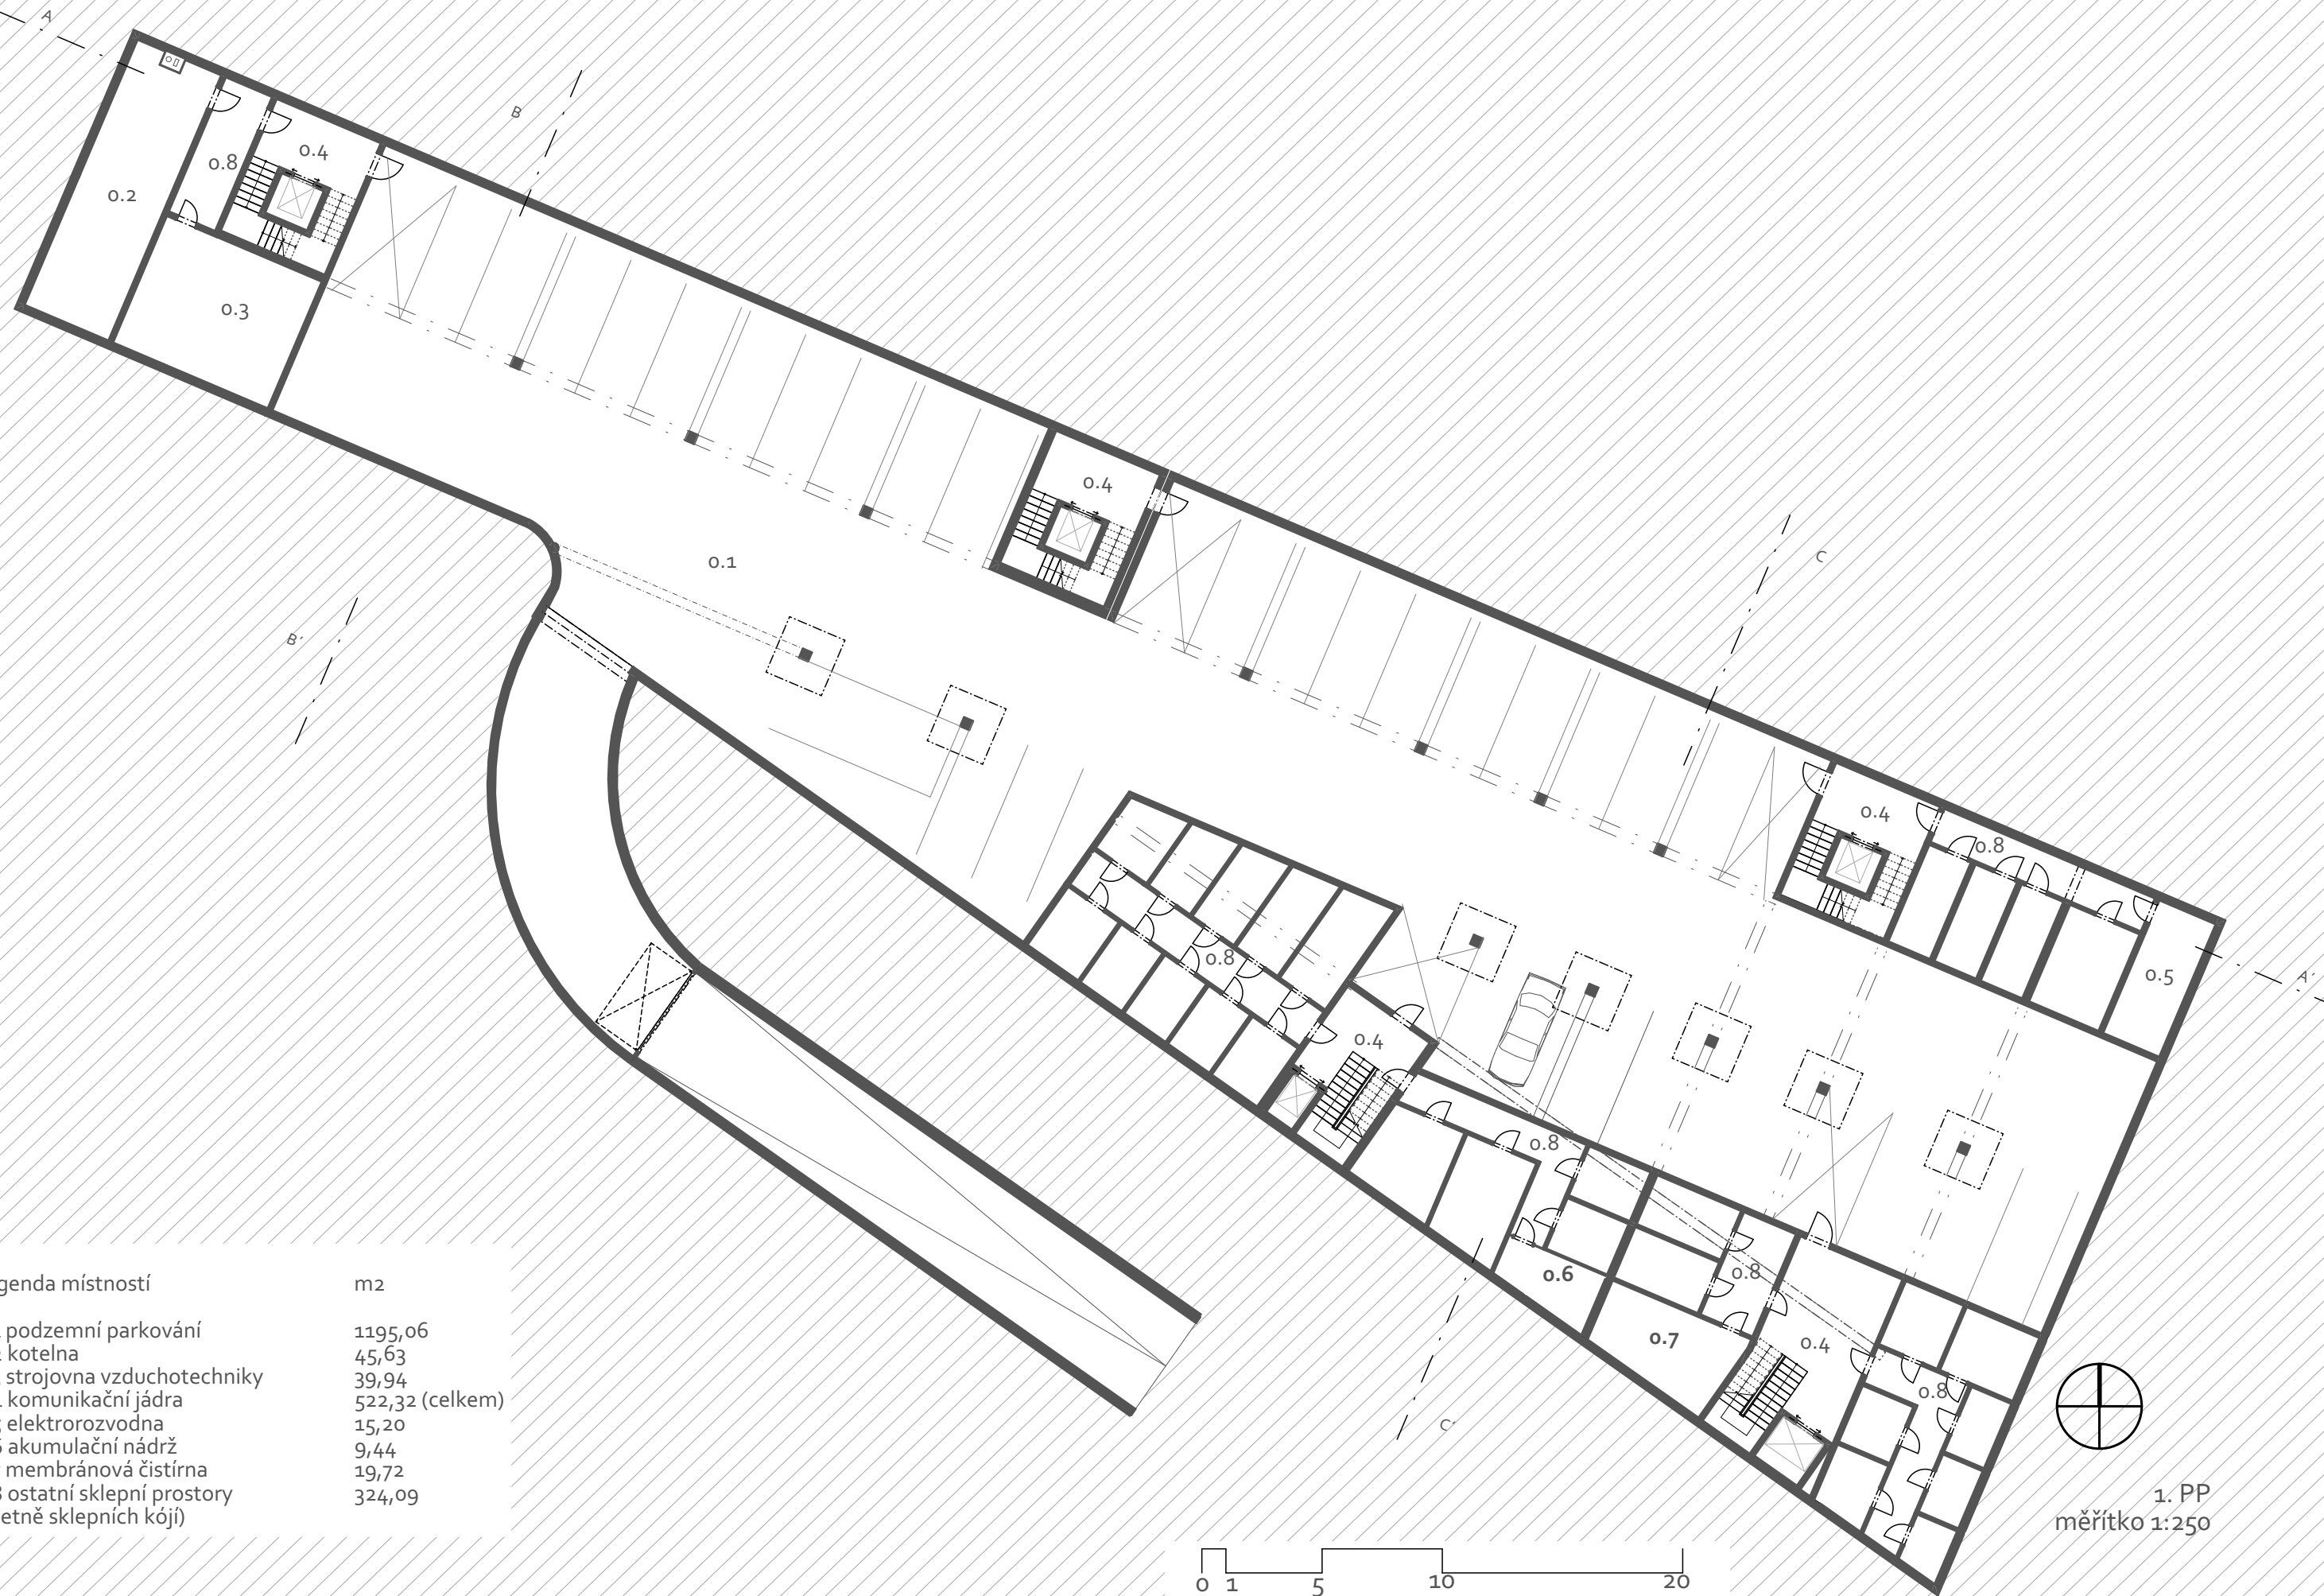 A
B
0.8
0.4
0.2
0.3
0.4
C
0.1
B´
0.4
0.8
0.8
0.5
A´
0.4
0.8
0.8
0.6
0.7
0.4
0.8
C´
genda místností m2
podzemní parkování 1195,06
kotelna 45,63
strojovna vzduchotechniky 39,94
komunikační jádra 522,32 (celkem)
elektrorozvodna 15,20
akumulační nádrž 9,44
membránová čistírna 19,72
ostatní sklepní prostory 324,09
etně sklepních kójí)
1. PP
měřítko 1:250
0 1 5 10 20